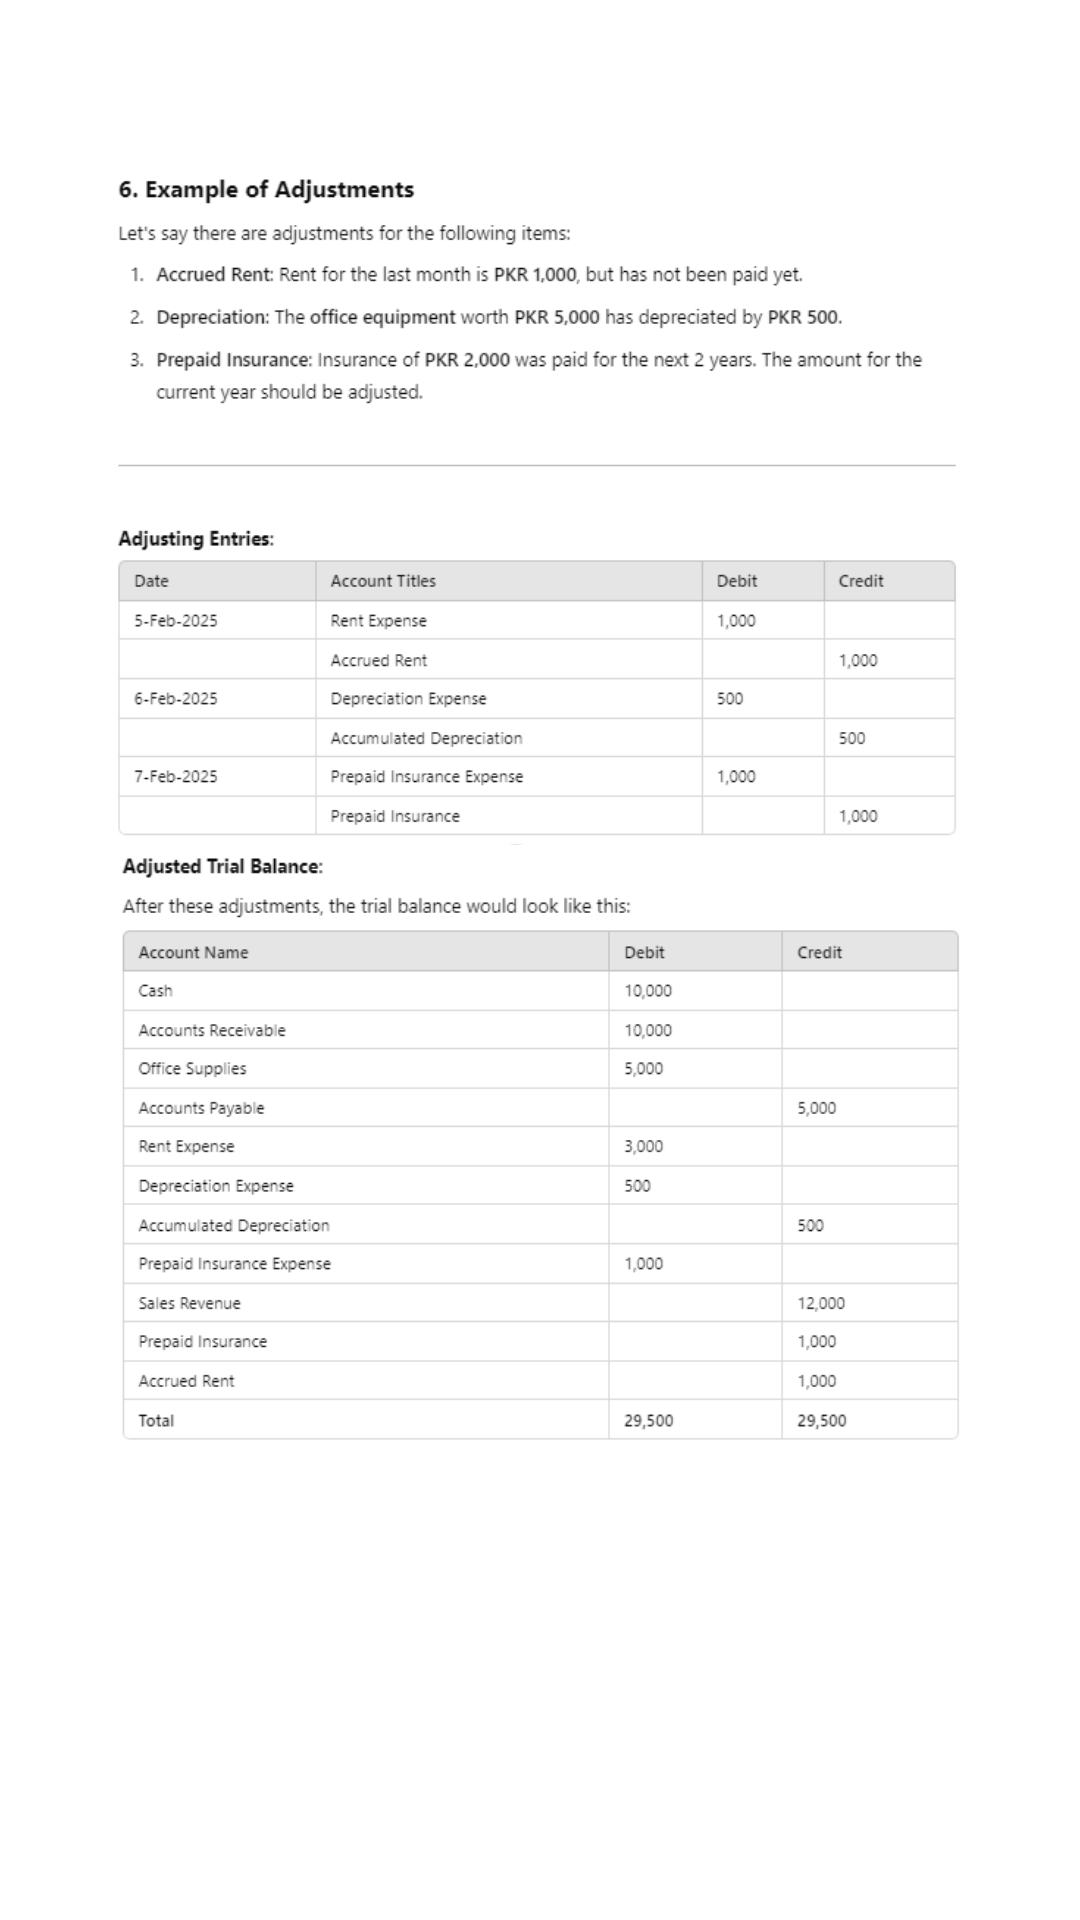 6. Example of Adjustments
Let's say there are adjustments for the following items:
1. Accrued Rent: Rent for the last month is PKR 1,000, but has not been paid yet.
2. Depreciation: The office equipment worth PKR 5,000 has depreciated by PKR 500.
3. Prepaid Insurance: Insurance of PKR 2,000 was paid for the next 2 years. The amount for the
current year should be adjusted.
Adjusting Entries:
Date Account Titles Debit Credit
5-Feb-2025 Rent Expense 1,000
Accrued Rent 1,000
6-Feb-2025 Depreciation Expense 500
Accumulated Depreciation 500
7-Feb-2025 Prepaid Insurance Expense 1,000
Prepaid Insurance 1,000
Adjusted Trial Balance:
After these adjustments, the trial balance would look like this:
Account Name Debit Credit
Cash 10,000
Accounts Receivable 10,000
Office Supplies 5,000
Accounts Payable 5,000
Rent Expense 3,000
Depreciation Expense 500
Accumulated Depreciation 500
Prepaid Insurance Expense 1,000
Sales Revenue 12,000
Prepaid Insurance 1,000
Accrued Rent 1,000
Total 29,500 29,500